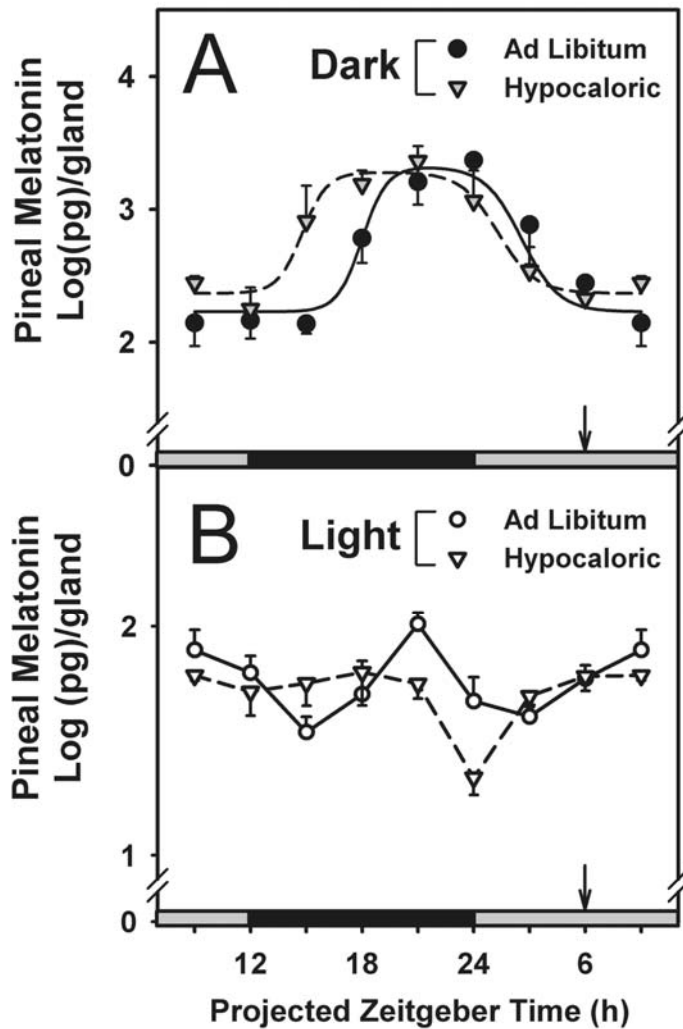 A
Dark
Ad Libitum
Hypocaloric
Pineal Melatonin
Log(pg)/gland
4
3
2
0
B
Light
Ad Libitum
Hypocaloric
Pineal Melatonin
Log (pg)/gland
2
1
0
12 18 24 6
Projected Zeitgeber Time (h)